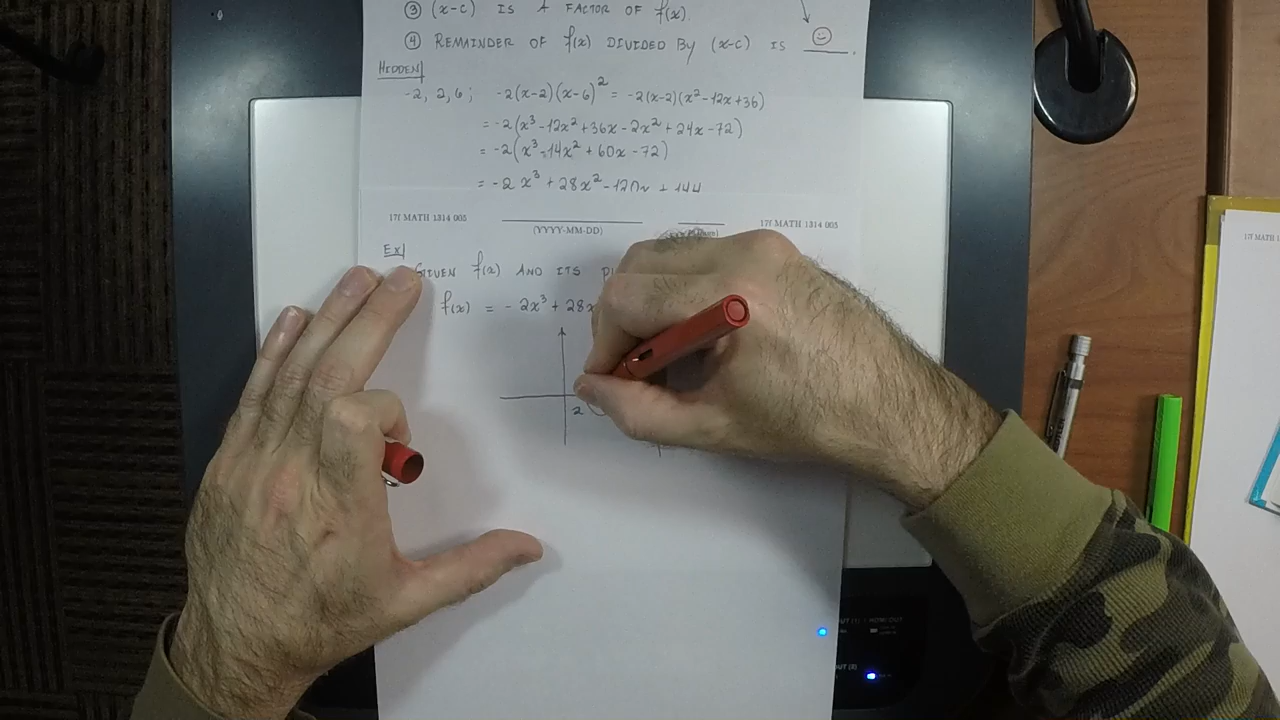 ③ (x-c) IS A FACTOR OF f(x).
④ REMAINDER OF f(x) DIVIDED BY (x-c) IS
HIDDEN
-2, 2, 6; -2(x-2)(x-6)² = -2(x-2)(x²-12x+36)
= -2(x³-12x²+36x-2x²+24x-72)
= -2(x³-14x²+60x-72)
= -2x³+28x²-120x+144
17f MATH 1314 005 (YYYY-MM-DD) 17f MATH 1314 005
Ex
GIVEN f(x) AND ITS
f(x) = -2x³+28x
2